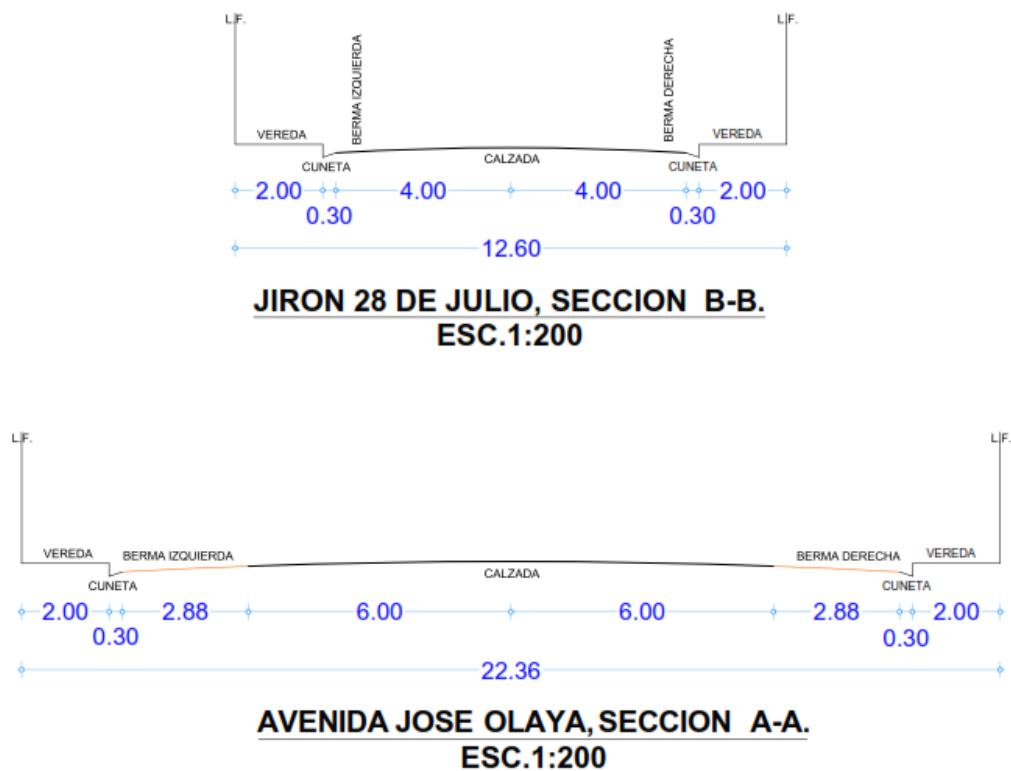 L.F.
L.F.
BERMA IZQUIERDA
BERMA DERECHA
VEREDA
VEREDA
CUNETA
CALZADA
CUNETA
2.00
4.00
4.00
2.00
0.30
0.30
12.60
JIRON 28 DE JULIO, SECCION B-B.
ESC.1:200
L.F.
L.F.
VEREDA
BERMA IZQUIERDA
BERMA DERECHA
VEREDA
CUNETA
CALZADA
CUNETA
2.00
2.88
6.00
6.00
2.88
2.00
0.30
0.30
22.36
AVENIDA JOSE OLAYA, SECCION A-A.
ESC.1:200